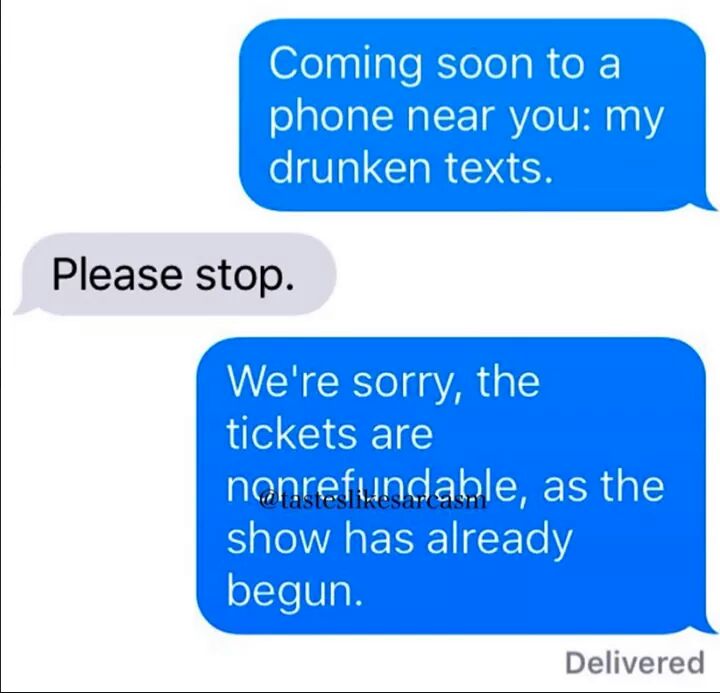 Coming soon to a
phone near you: my
drunken texts.
Please stop.
We're sorry, the
tickets are
nonrefundable, as the
@tasteslikesarcasm
show has already
begun.
Delivered